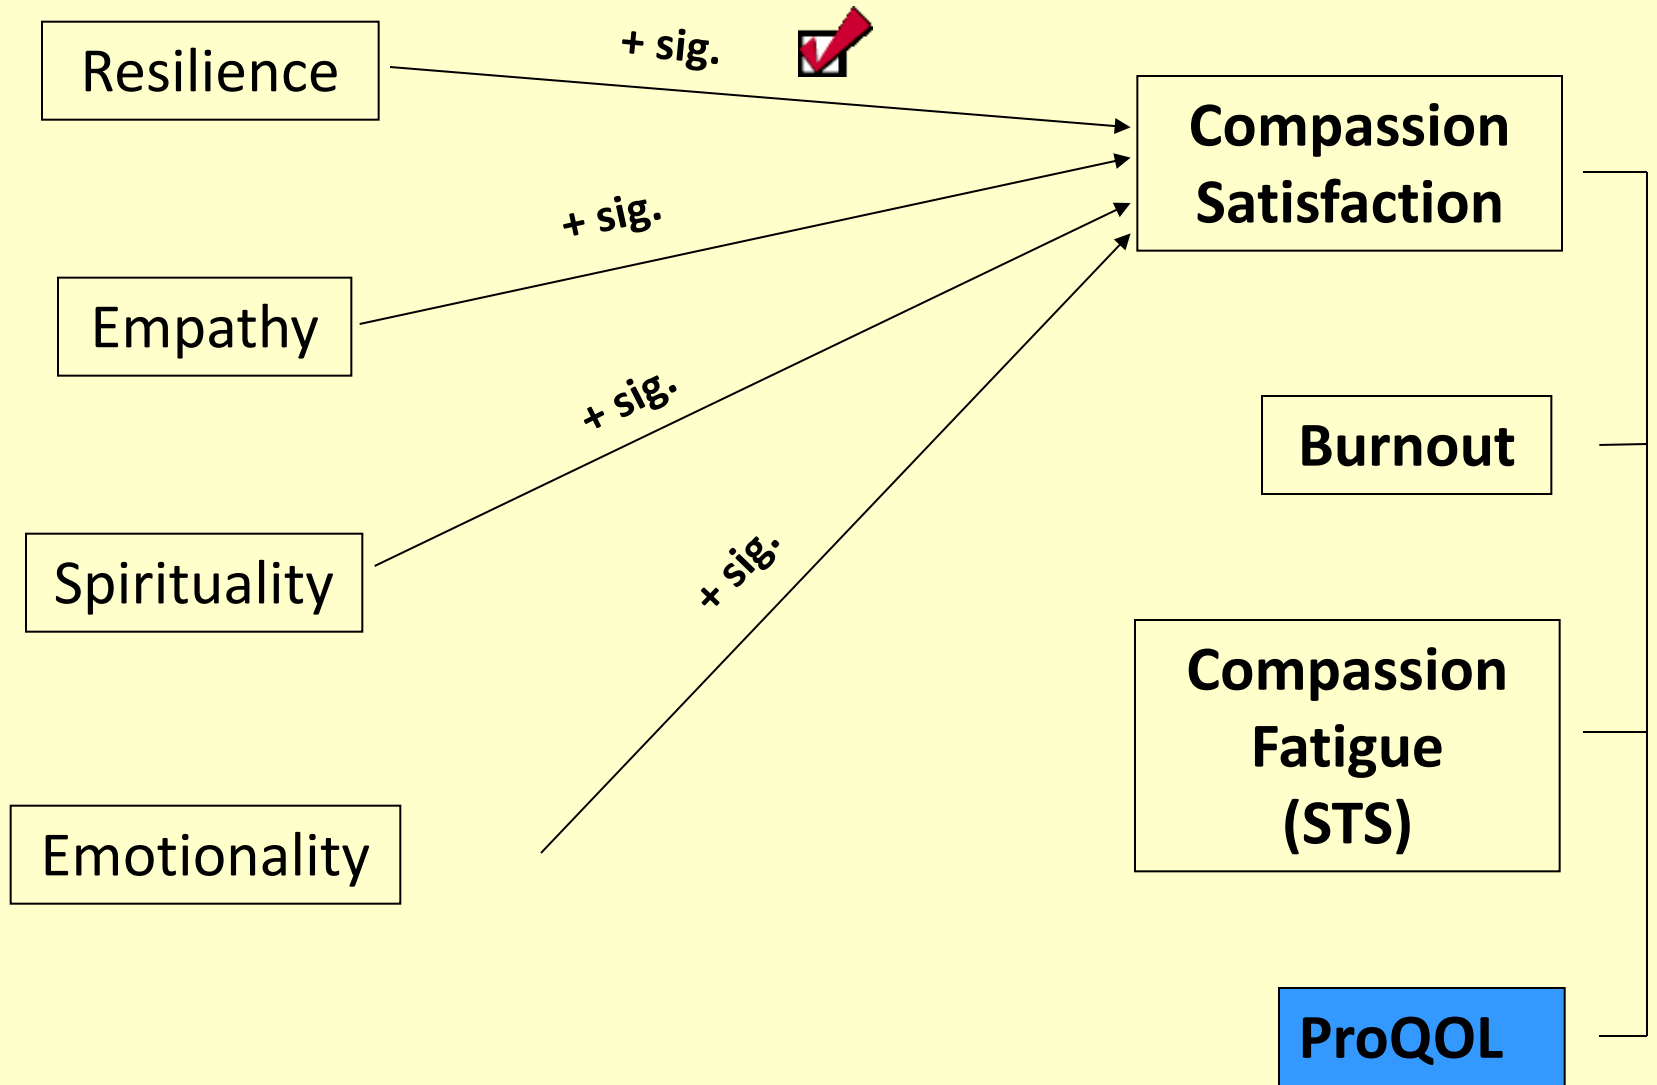 Resilience
+ sig.
Compassion
Satisfaction
+ sig.
Empathy
+ sig.
Burnout
Spirituality
+ sig.
Compassion
Fatigue
(STS)
Emotionality
ProQOL